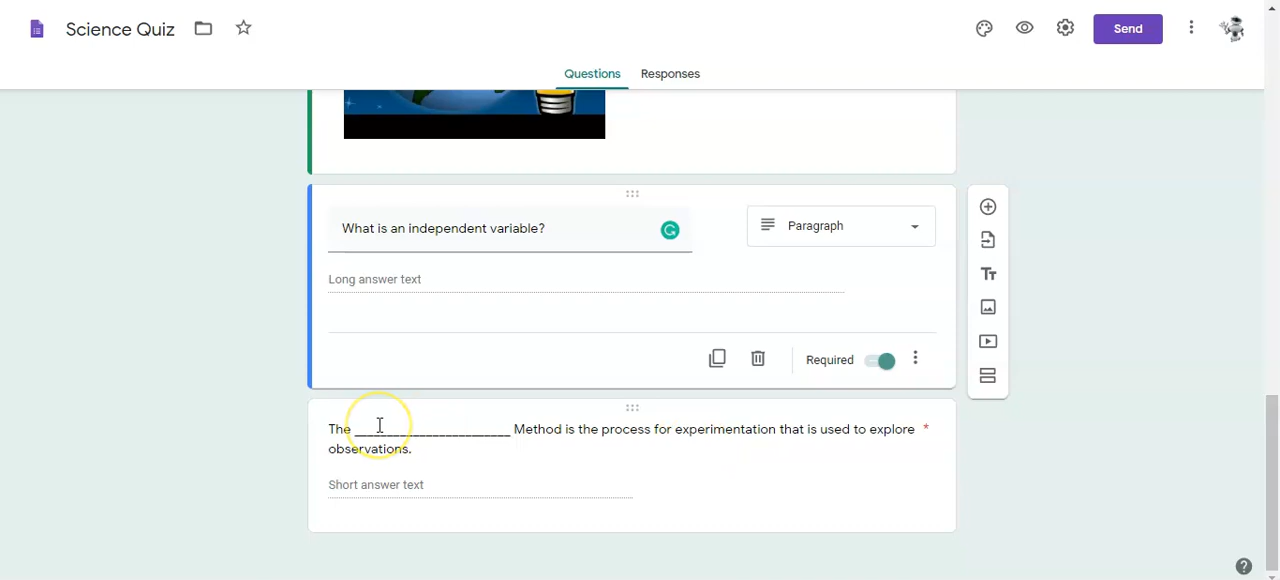 Science Quiz
Send
Questions Responses
What is an independent variable?
Paragraph
Long answer text
Required
The ________________________ Method is the process for experimentation that is used to explore *
observations.
Short answer text